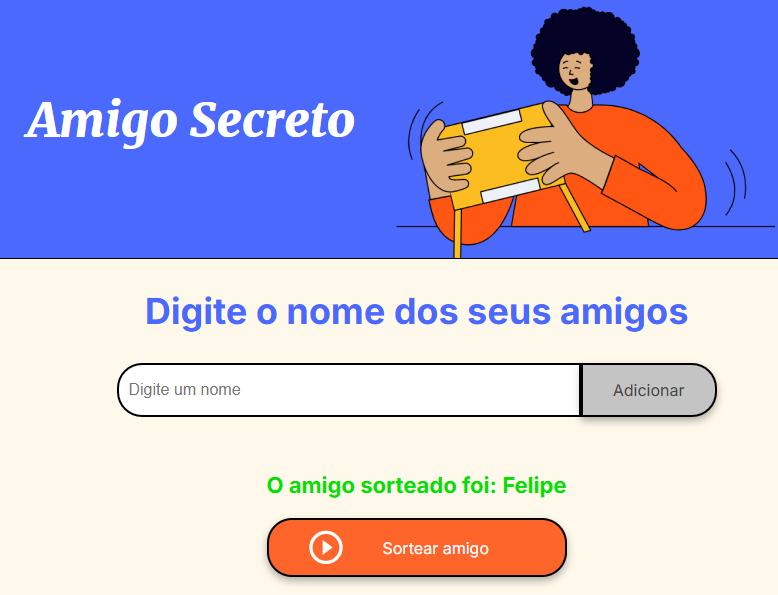 Amigo Secreto
Digite o nome dos seus amigos
Digite um nome
Adicionar
O amigo sorteado foi: Felipe
Sortear amigo